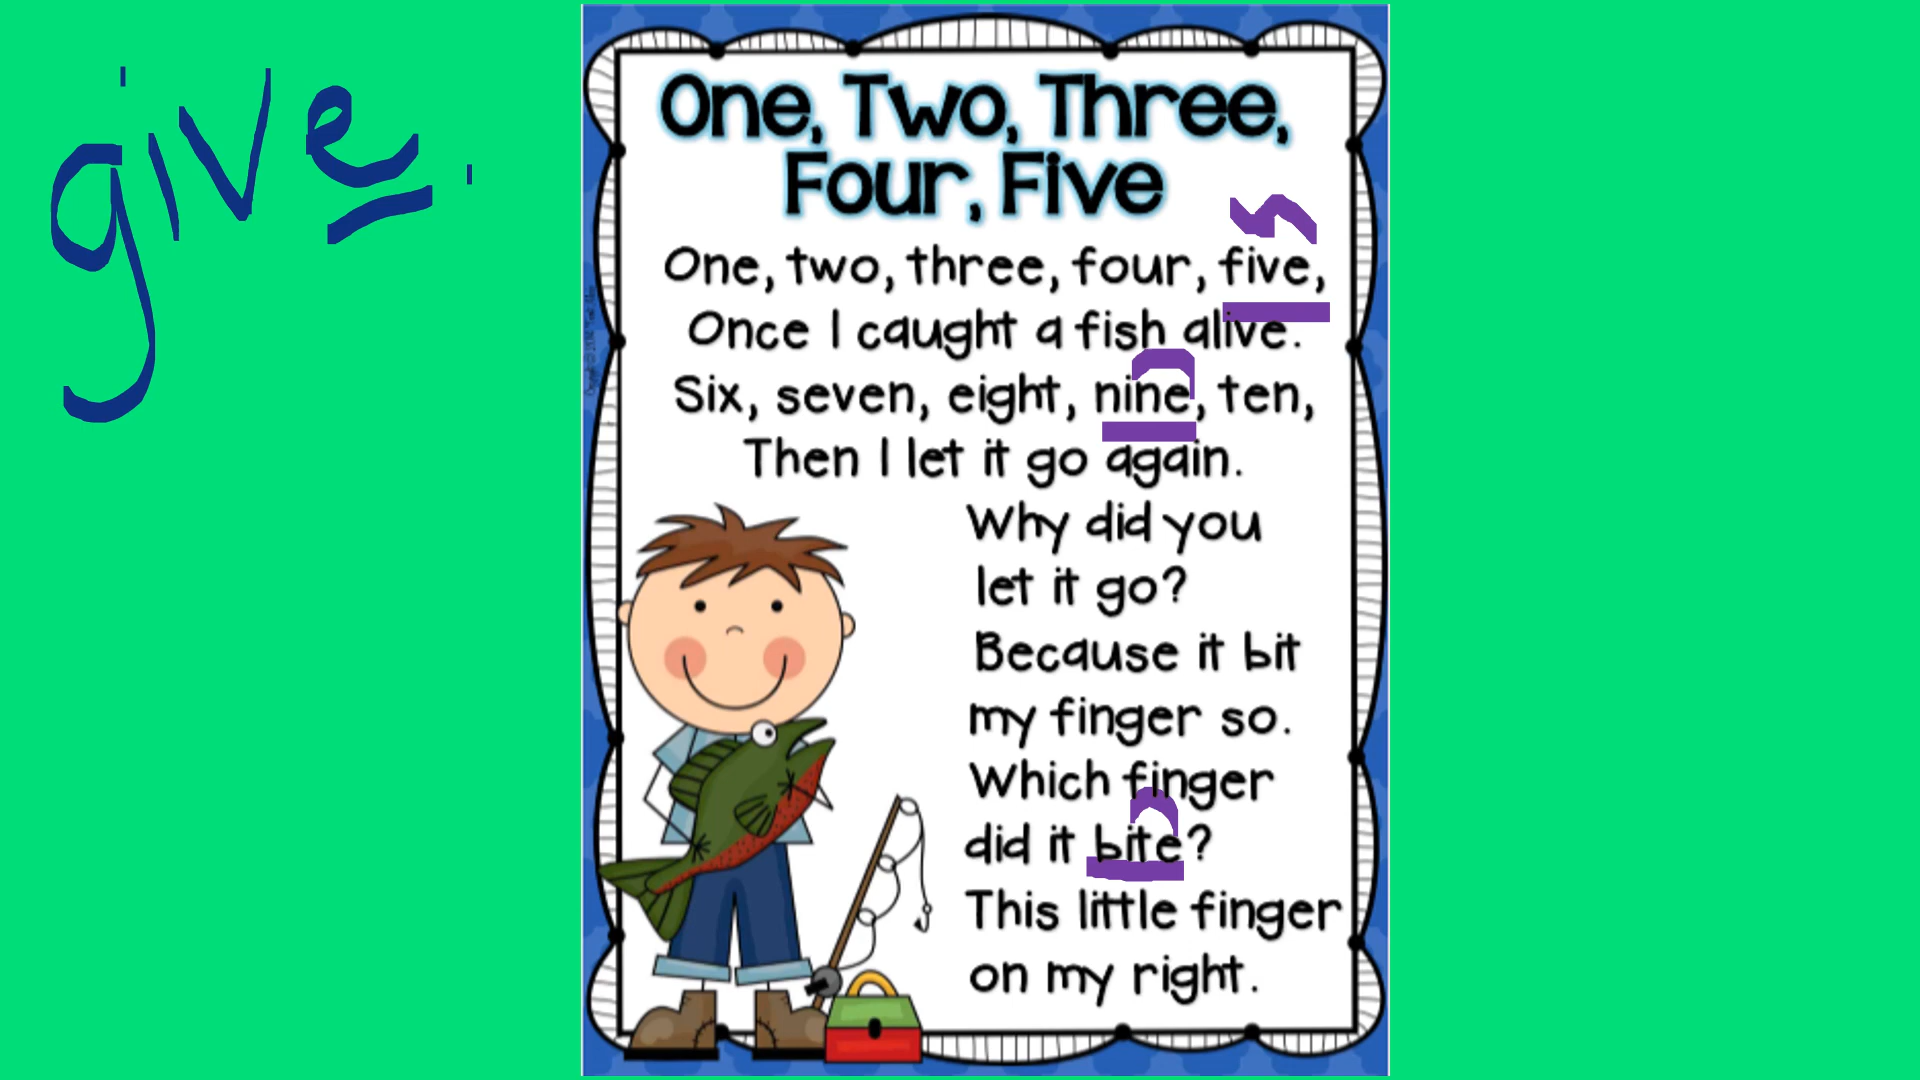 give.
One, Two, Three,
Four, Five
One, two, three, four, five,
Once I caught a fish alive.
Six, seven, eight, nine, ten,
Then I let it go again.
Why did you
let it go?
Because it bit
my finger so.
Which finger
did it bite?
This little finger
on my right.